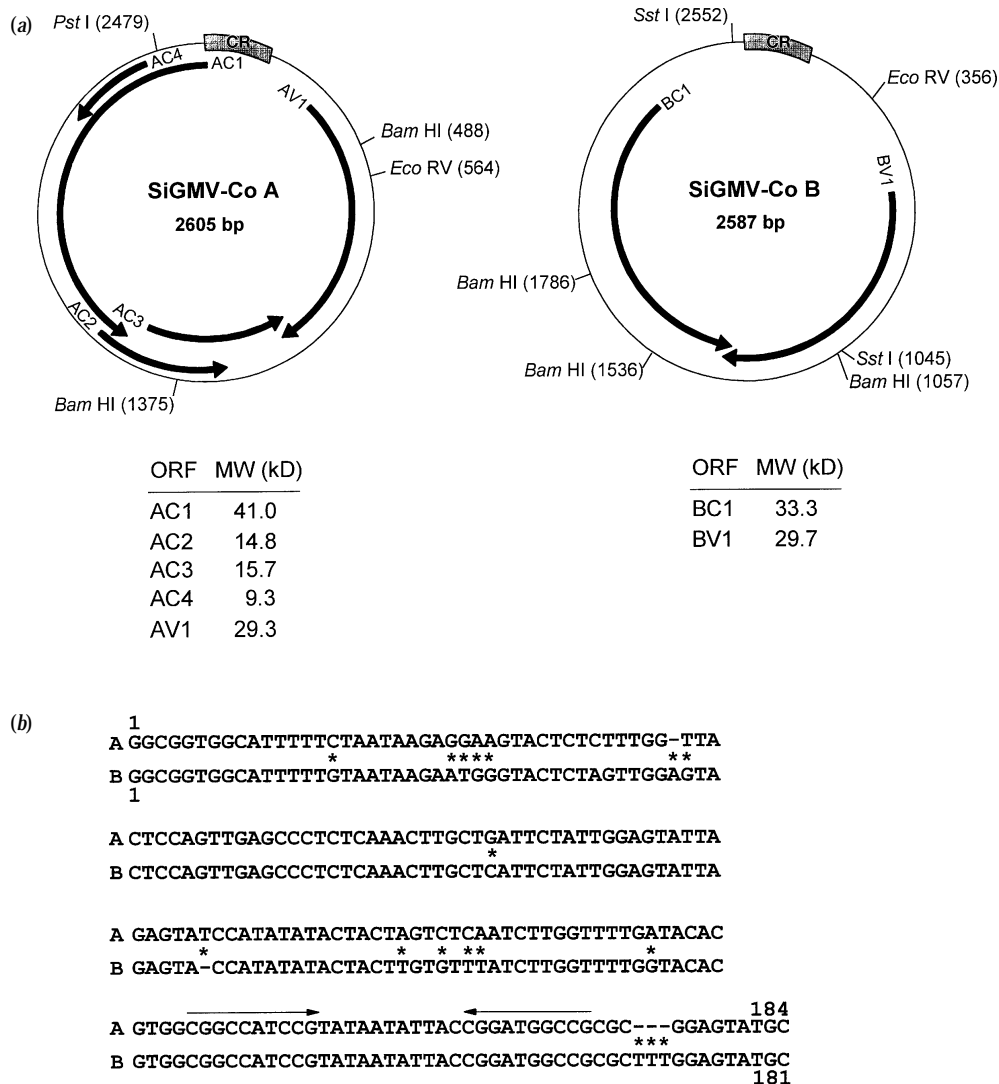 (a)
Pst I (2479)
CR
AC4
AC1
AV1
Bam HI (488)
Eco RV (564)
SiGMV-Co A
2605 bp
AC3
AC2
Bam HI (1375)
Sst I (2552)
CR
Eco RV (356)
BC1
BV1
SiGMV-Co B
2587 bp
Bam HI (1786)
Bam HI (1536)
Sst I (1045)
Bam HI (1057)
ORF MW (kD)
AC1 41.0
AC2 14.8
AC3 15.7
AC4 9.3
AV1 29.3
ORF MW (kD)
BC1 33.3
BV1 29.7
(b)
1
A GGCGGTGGCATTTTTCTAATAAGAGGAAGTACTCTCTTTGG-TTA
* **** **
B GGCGGTGGCATTTTTGTAATAAGAATGGGTACTCTAGTTGGAGTA
1
A CTCCAGTTGAGCCCTCTCAAACTTGCTGATTCTATTGGAGTATTA
*
B CTCCAGTTGAGCCCTCTCAAACTTGCTCATTCTATTGGAGTATTA
A GAGTATCCATATATACTACTAGTCTCAATCTTGGTTTTGATACAC
* * * ** *
B GAGTA-CCATATATACTACTTGTGTTTATCTTGGTTTTGGTACAC
184
A GTGGCGGCCATCCGTATAATATTACCGGATGGCCGCGC---GGAGTATGC
***
B GTGGCGGCCATCCGTATAATATTACCGGATGGCCGCGCTTTGGAGTATGC
181